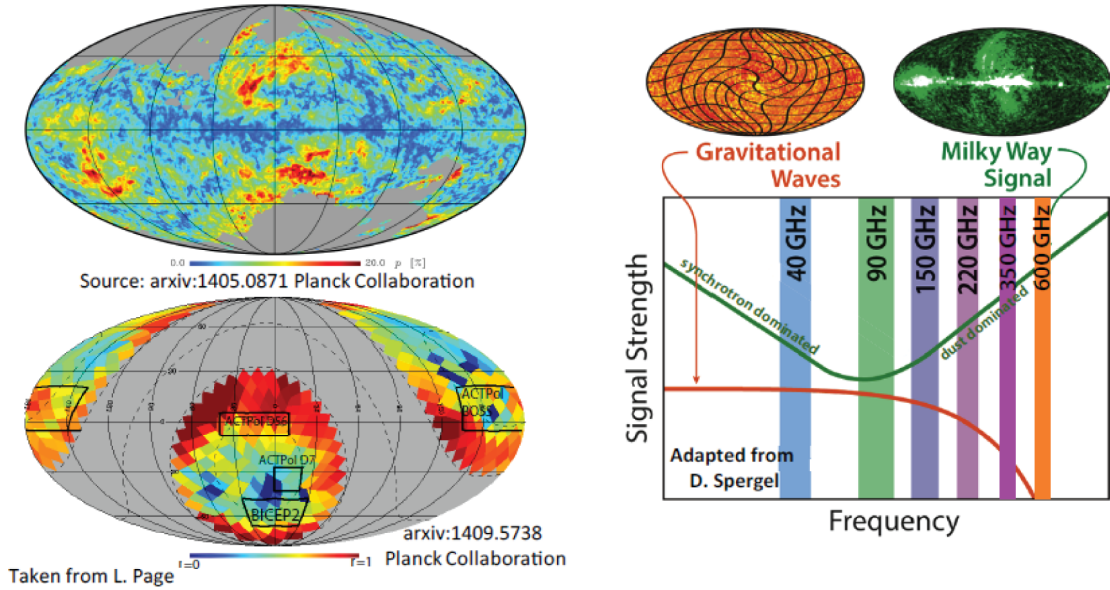 0.0 20.0 p [%]
Source: arxiv:1405.0871 Planck Collaboration
ACTPol
BOSS
ACTPol D56
ACTPol D7
BICEP2
arxiv:1409.5738
Planck Collaboration
r=0 r=1
Taken from L. Page
Gravitational
Waves
Milky Way
Signal
40 GHz
90 GHz
150 GHz
220 GHz
350 GHz
600 GHz
synchrotron dominated
dust dominated
Signal Strength
Adapted from
D. Spergel
Frequency